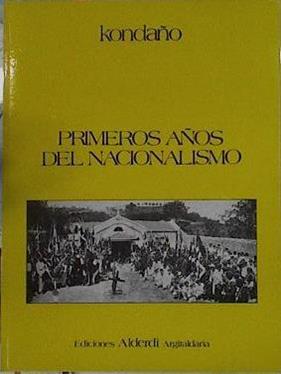 kondaño
PRIMEROS AÑOS
DEL NACIONALISMO
Ediciones Alderdi Argitaldaria